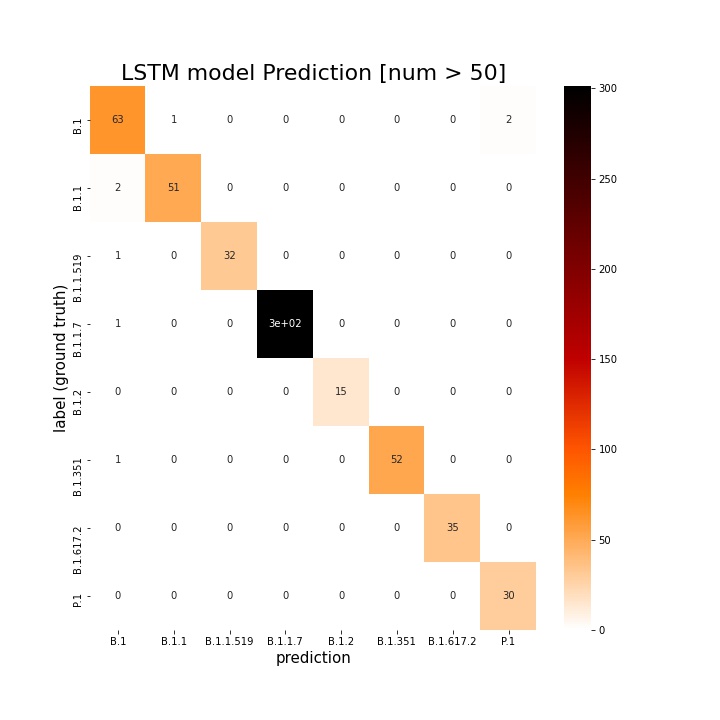 LSTM model Prediction [num > 50]
B.1 63 1 0 0 0 0 0 2
B.1.1 2 51 0 0 0 0 0 0
B.1.1.519 1 0 32 0 0 0 0 0
B.1.1.7 1 0 0 3e+02 0 0 0 0
B.1.2 0 0 0 0 15 0 0 0
B.1.351 1 0 0 0 0 52 0 0
B.1.617.2 0 0 0 0 0 0 35 0
P.1 0 0 0 0 0 0 0 30
B.1 B.1.1 B.1.1.519 B.1.1.7 B.1.2 B.1.351 B.1.617.2 P.1
prediction
label (ground truth)
300
250
200
150
100
50
0